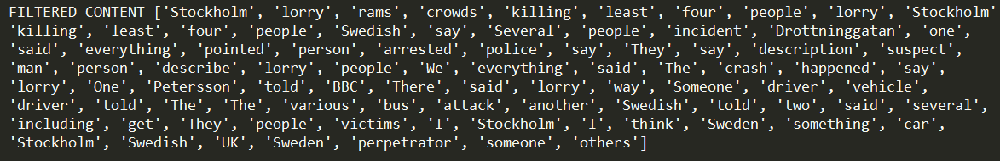 FILTERED CONTENT ['Stockholm', 'lorry', 'rams', 'crowds', 'killing', 'least', 'four', 'people', 'lorry', 'Stockholm'
'killing', 'least', 'four', 'people', 'Swedish', 'say', 'Several', 'people', 'incident', 'Drottninggatan', 'one',
'said', 'everything', 'pointed', 'person', 'arrested', 'police', 'say', 'They', 'say', 'description', 'suspect',
'man', 'person', 'describe', 'lorry', 'people', 'We', 'everything', 'said', 'The', 'crash', 'happened', 'say',
'lorry', 'One', 'Petersson', 'told', 'BBC', 'There', 'said', 'lorry', 'way', 'Someone', 'driver', 'vehicle',
'driver', 'told', 'The', 'The', 'various', 'bus', 'attack', 'another', 'Swedish', 'told', 'two', 'said', 'several',
'including', 'get', 'They', 'people', 'victims', 'I', 'Stockholm', 'I', 'think', 'Sweden', 'something', 'car',
'Stockholm', 'Swedish', 'UK', 'Sweden', 'perpetrator', 'someone', 'others']